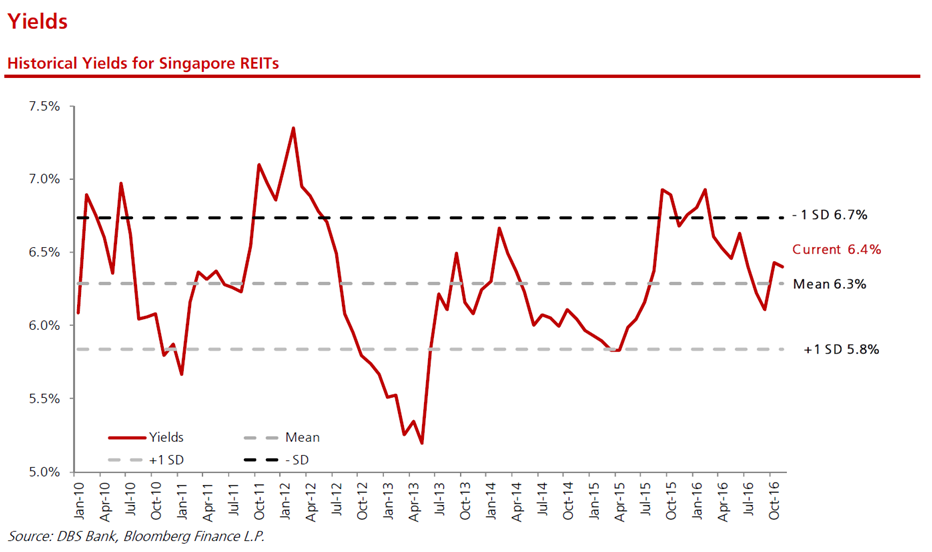 Yields
Historical Yields for Singapore REITs
7.5%
7.0%
6.5%
6.0%
5.5%
5.0%
- 1 SD 6.7%
Current 6.4%
Mean 6.3%
+1 SD 5.8%
Yields
Mean
+1 SD
- SD
Jan-10
Apr-10
Jul-10
Oct-10
Jan-11
Apr-11
Jul-11
Oct-11
Jan-12
Apr-12
Jul-12
Oct-12
Jan-13
Apr-13
Jul-13
Oct-13
Jan-14
Apr-14
Jul-14
Oct-14
Jan-15
Apr-15
Jul-15
Oct-15
Jan-16
Apr-16
Jul-16
Oct-16
Source: DBS Bank, Bloomberg Finance L.P.